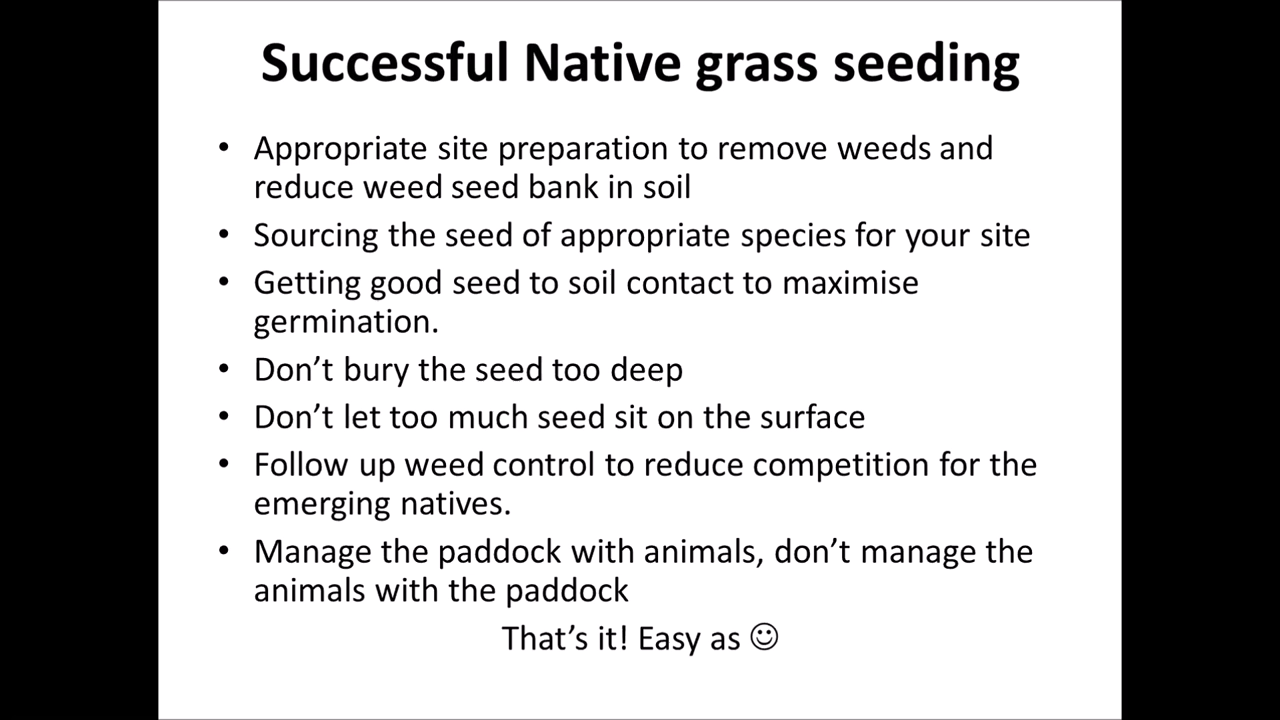 Successful Native grass seeding
• Appropriate site preparation to remove weeds and
reduce weed seed bank in soil
• Sourcing the seed of appropriate species for your site
• Getting good seed to soil contact to maximise
germination.
• Don’t bury the seed too deep
• Don’t let too much seed sit on the surface
• Follow up weed control to reduce competition for the
emerging natives.
• Manage the paddock with animals, don’t manage the
animals with the paddock
That’s it! Easy as ☺